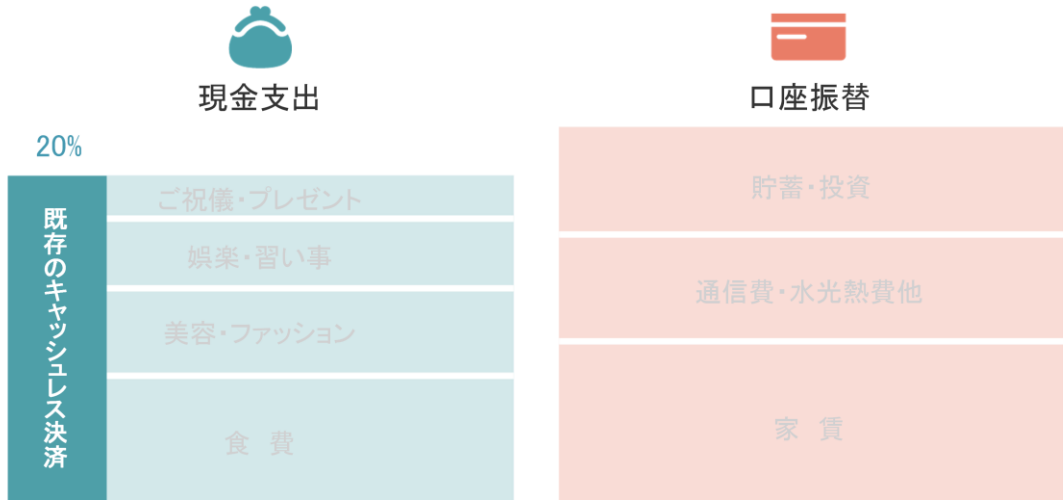 現金支出
口座振替
20%
既存のキャッシュレス決済
ご祝儀・プレゼント
娯楽・習い事
美容・ファッション
食 費
貯蓄・投資
通信費・水光熱費他
家 賃